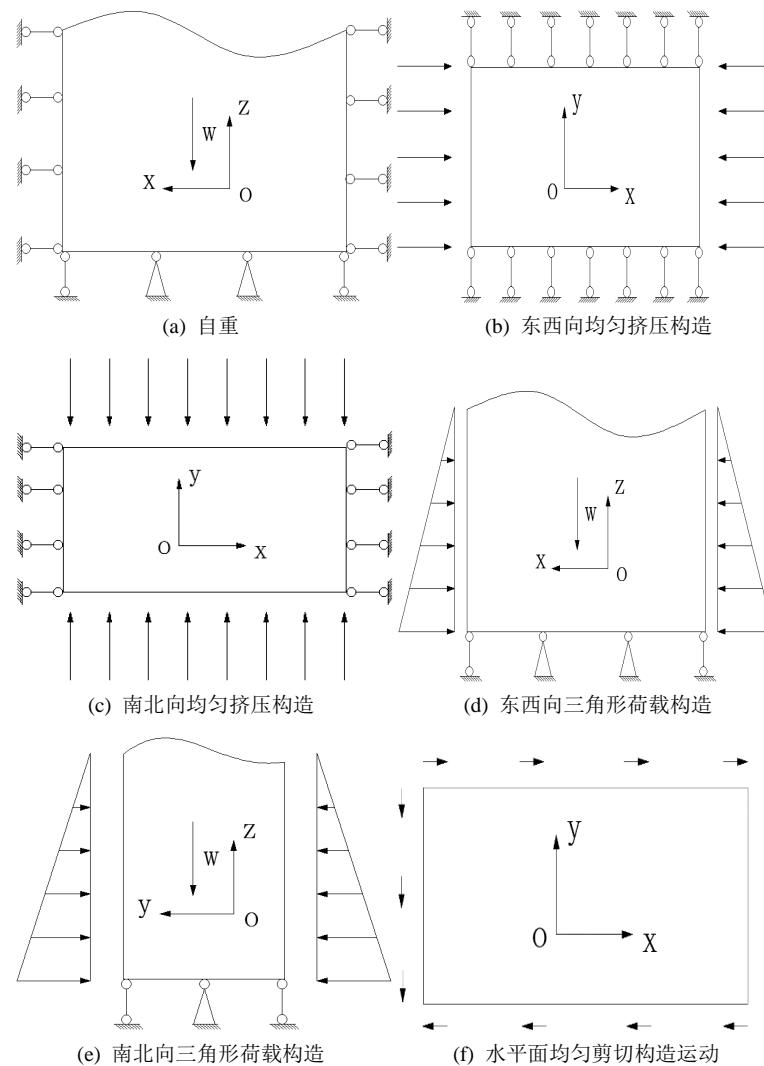 W
Z
X
O
(a) 自重
y
O
X
(b) 东西向均匀挤压构造
y
O
X
(c) 南北向均匀挤压构造
W
Z
X
O
(d) 东西向三角形荷载构造
W
Z
y
O
(e) 南北向三角形荷载构造
y
O
X
(f) 水平面均匀剪切构造运动